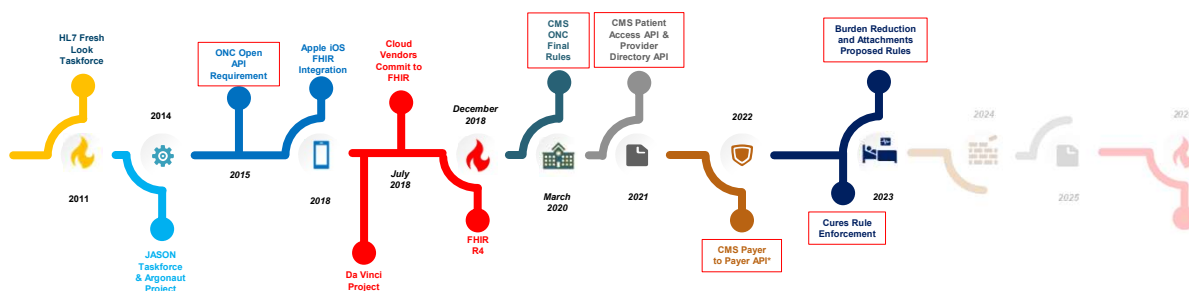 HL7 Fresh
Look
Taskforce
2011
2014
JASON
Taskforce
& Argonaut
Project
ONC Open
API
Requirement
2015
Apple iOS
FHIR
Integration
2018
Cloud
Vendors
Commit to
FHIR
July
2018
Da Vinci
Project
December
2018
FHIR
R4
CMS
ONC
Final
Rules
March
2020
CMS Patient
Access API &
Provider
Directory API
2021
2022
CMS Payer
to Payer API*
Burden Reduction
and Attachments
Proposed Rules
2023
Cures Rule
Enforcement
2024
2025